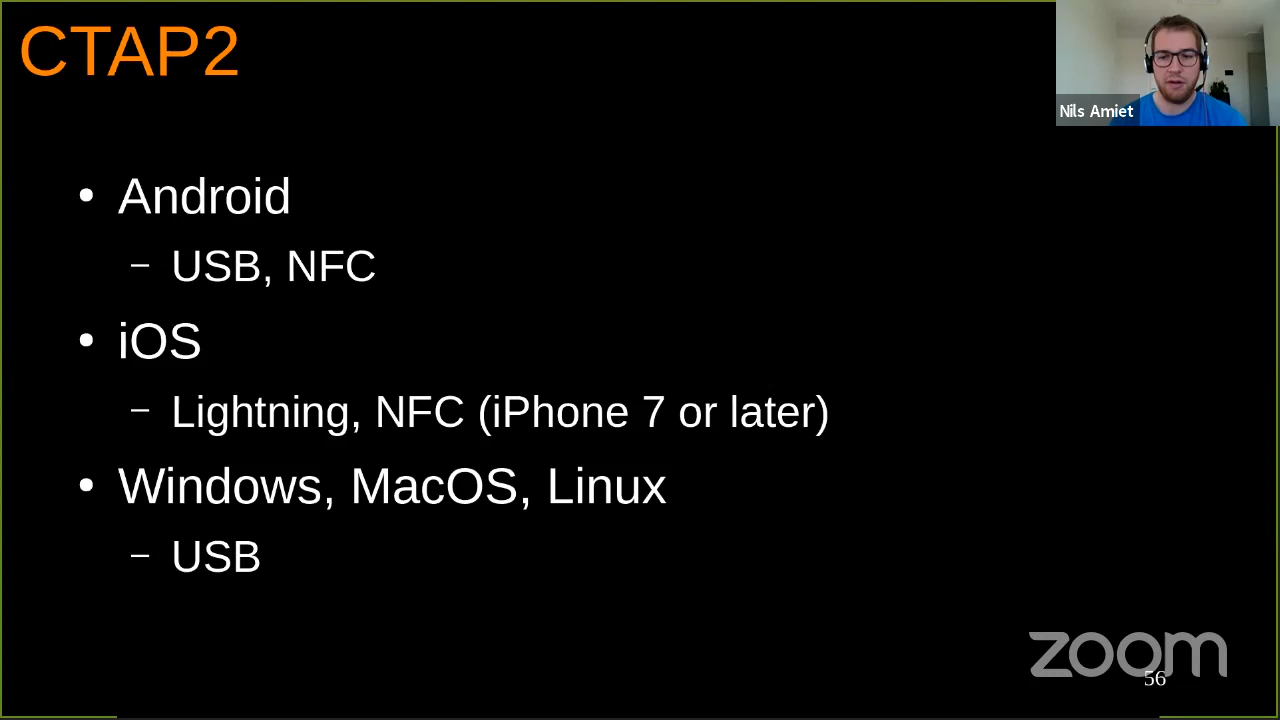 CTAP2
Nils Amiet
• Android
– USB, NFC
• iOS
– Lightning, NFC (iPhone 7 or later)
• Windows, MacOS, Linux
– USB
zoom
56